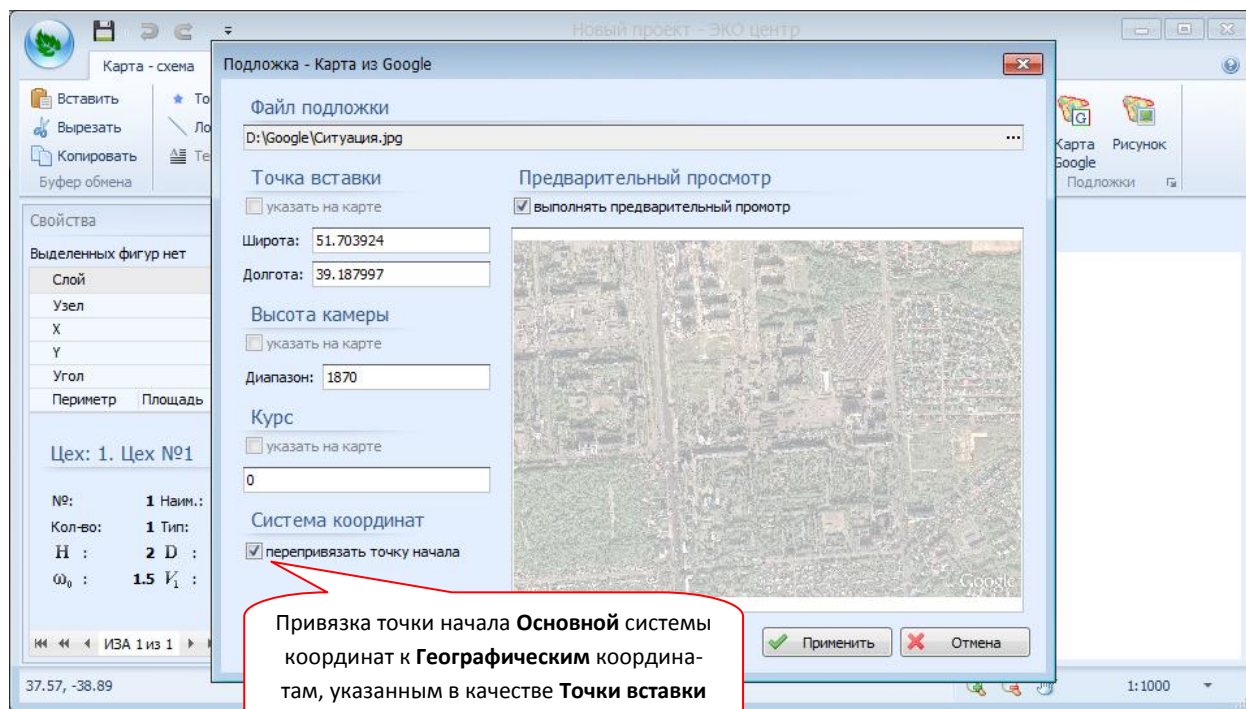 Новый проект - ЭКО центр
Карта - схема
Вставить
Вырезать
Копировать
Буфер обмена
То
Ло
Те
Карта Google
Рисунок
Подложки
Свойства
Выделенных фигур нет
Слой
Узел
X
Y
Угол
Периметр Площадь
Цех: 1. Цех №1
№: 1 Наим.:
Кол-во: 1 Тип:
H : 2 D :
ω₀ : 1.5 V₁ :
ИЗА 1 из 1
37.57, -38.89
1:1000
Подложка - Карта из Google
Файл подложки
D:\Google\Ситуация.jpg
...
Точка вставки
указать на карте
Широта: 51.703924
Долгота: 39.187997
Высота камеры
указать на карте
Диапазон: 1870
Курс
указать на карте
0
Система координат
перепривязать точку начала
Предварительный просмотр
выполнять предварительный промотр
Google
Применить
Отмена
Привязка точки начала Основной системы
координат к Географическим координа-
там, указанным в качестве Точки вставки